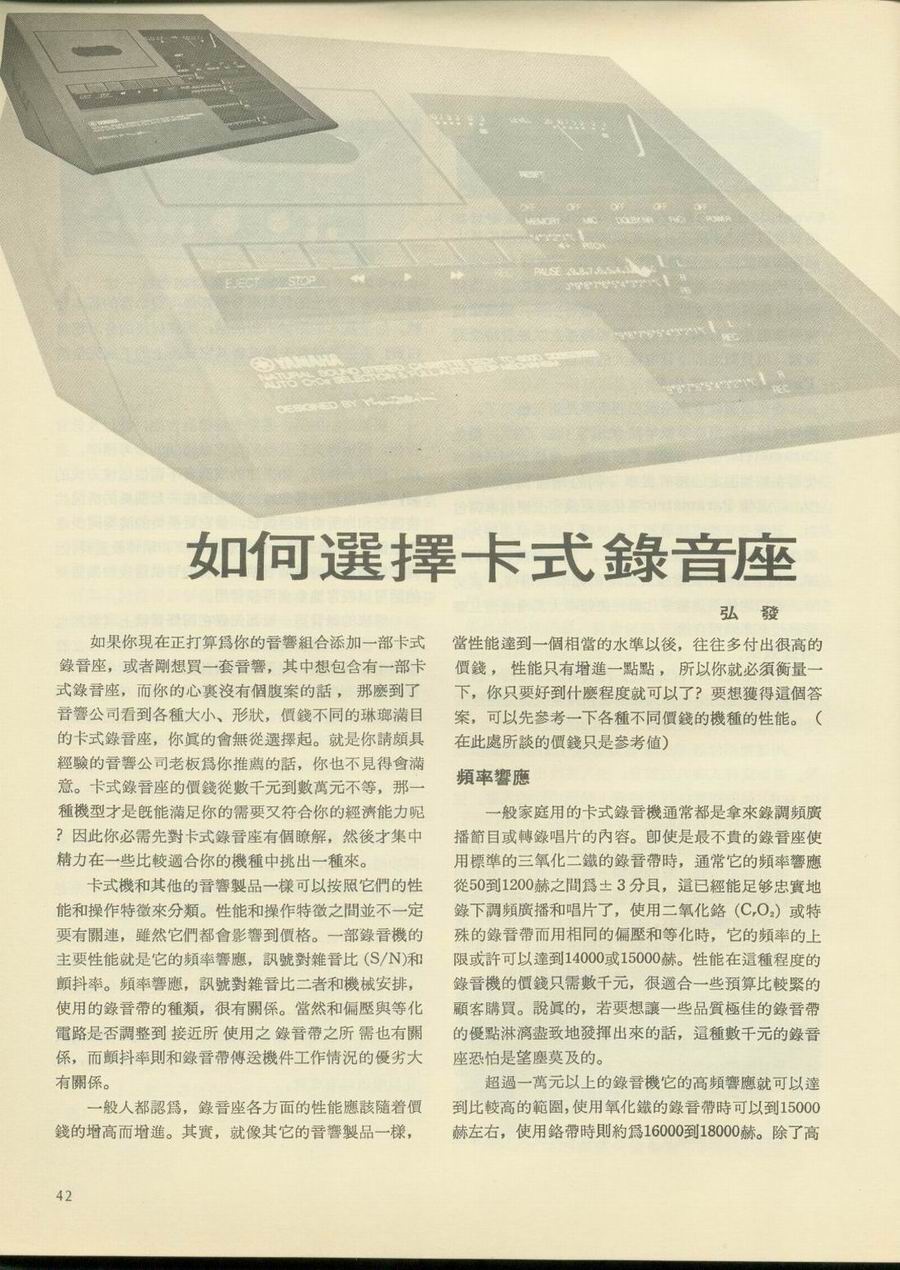 RESET
OFF OFF OFF OFF OFF
MEMORY MIC DOLBY NR POWER
PITCH
EJECT STOP REC PAUSE
L
R
REC
REC
YAMAHA
NATURAL SOUND STEREO CASSETTE DECK TC-800
AUTO CrO₂ SELECTION & FULL AUTO STOP MECHANISM
DESIGNED BY
如何選擇卡式錄音座
弘 發
如果你現在正打算爲你的音響組合添加一部卡式
錄音座，或者剛想買一套音響，其中想包含有一部卡
式錄音座，而你的心裏沒有個腹案的話，那麽到了
音響公司看到各種大小、形狀，價錢不同的琳瑯滿目
的卡式錄音座，你眞的會無從選擇起。就是你請頗具
經驗的音響公司老板爲你推薦的話，你也不見得會滿
意。卡式錄音座的價錢從數千元到數萬元不等，那一
種機型才是旣能滿足你的需要又符合你的經濟能力呢
？因此你必需先對卡式錄音座有個瞭解，然後才集中
精力在一些比較適合你的機種中挑出一種來。
卡式機和其他的音響製品一樣可以按照它們的性
能和操作特徵來分類。性能和操作特徵之間並不一定
要有關連，雖然它們都會影響到價格。一部錄音機的
主要性能就是它的頻率響應，訊號對雜音比 (S/N)和
顫抖率。頻率響應，訊號對雜音比二者和機械安排，
使用的錄音帶的種類，很有關係。當然和偏壓與等化
電路是否調整到 接近所 使用之 錄音帶之所 需也有關
係，而顫抖率則和錄音帶傳送機件工作情況的優劣大
有關係。
一般人都認爲，錄音座各方面的性能應該隨着價
錢的增高而增進。其實，就像其它的音響製品一樣，
當性能達到一個相當的水準以後，往往多付出很高的
價錢，性能只有增進一點點，所以你就必須衡量一
下，你只要好到什麽程度就可以了？要想獲得這個答
案，可以先參考一下各種不同價錢的機種的性能。（
在此處所談的價錢只是參考値）
頻率響應
一般家庭用的卡式錄音機通常都是拿來錄調頻廣
播節目或轉錄唱片的內容。卽使是最不貴的錄音座使
用標準的三氧化二鐵的錄音帶時，通常它的頻率響應
從50到1200赫之間爲± 3 分貝，這已經能足够忠實地
錄下調頻廣播和唱片了，使用二氧化鉻 (CᵣO₂) 或特
殊的錄音帶而用相同的偏壓和等化時，它的頻率的上
限或許可以達到14000或15000赫。性能在這種程度的
錄音機的價錢只需數千元，很適合一些預算比較緊的
顧客購買。說眞的，若要想讓一些品質極佳的錄音帶
的優點淋漓盡致地發揮出來的話，這種數千元的錄音
座恐怕是望塵莫及的。
超過一萬元以上的錄音機它的高頻響應就可以達
到比較高的範圍，使用氧化鐵的錄音帶時可以到15000
赫左右，使用鉻帶時則約爲16000到18000赫。除了高
42